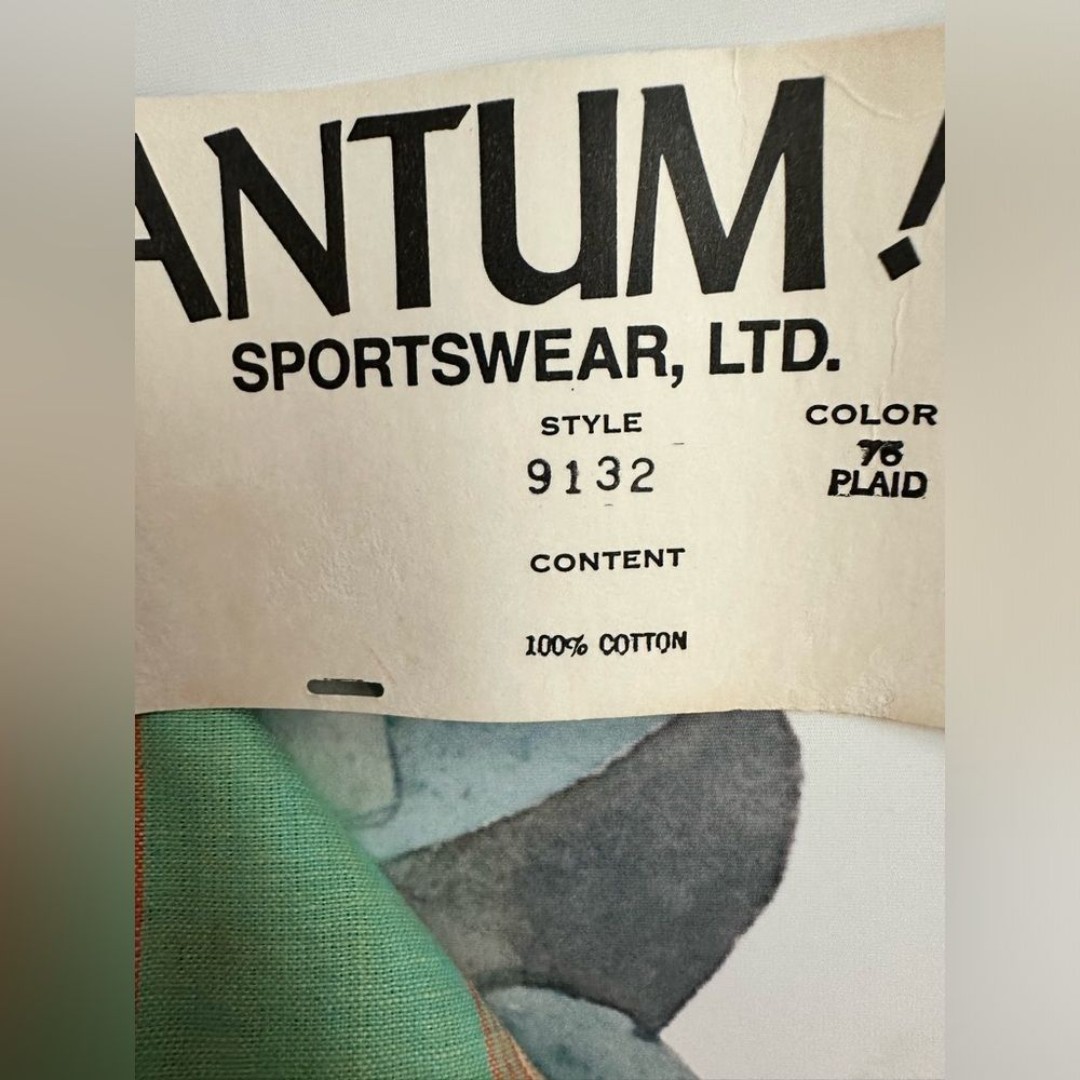 ANTUM!
SPORTSWEAR, LTD.
STYLE
9132
COLOR
76
PLAID
CONTENT
100% COTTON